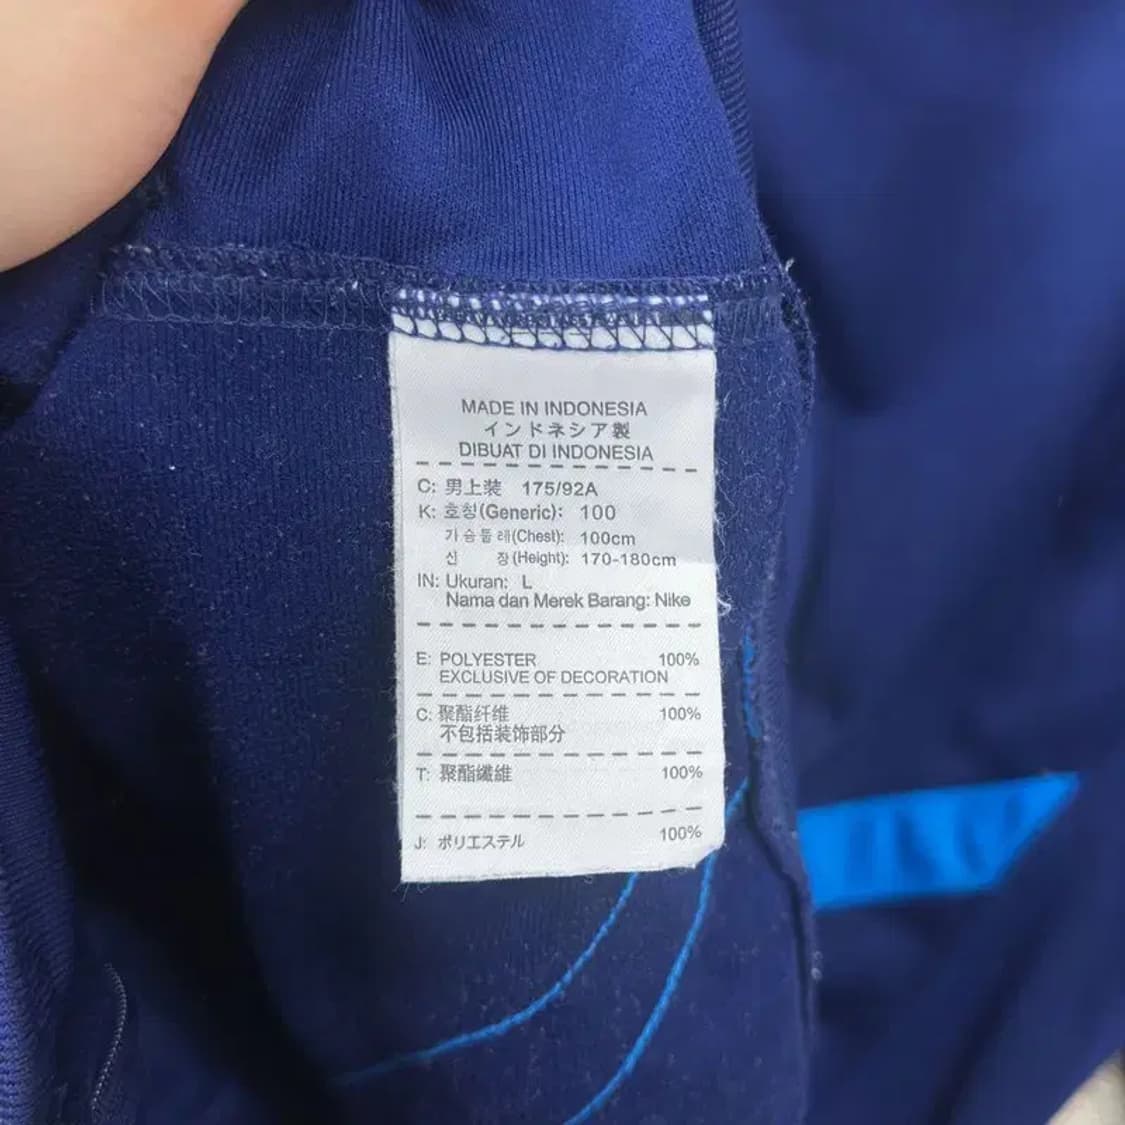 MADE IN INDONESIA
インドネシア製
DIBUAT DI INDONESIA
C: 男上装 175/92A
K: 호칭(Generic): 100
가슴둘레(Chest): 100cm
신 장(Height): 170-180cm
IN: Ukuran: L
Nama dan Merek Barang: Nike
E: POLYESTER 100%
EXCLUSIVE OF DECORATION
C: 聚酯纤维 100%
不包括装饰部分
T: 聚酯纖維 100%
J: ポリエステル 100%